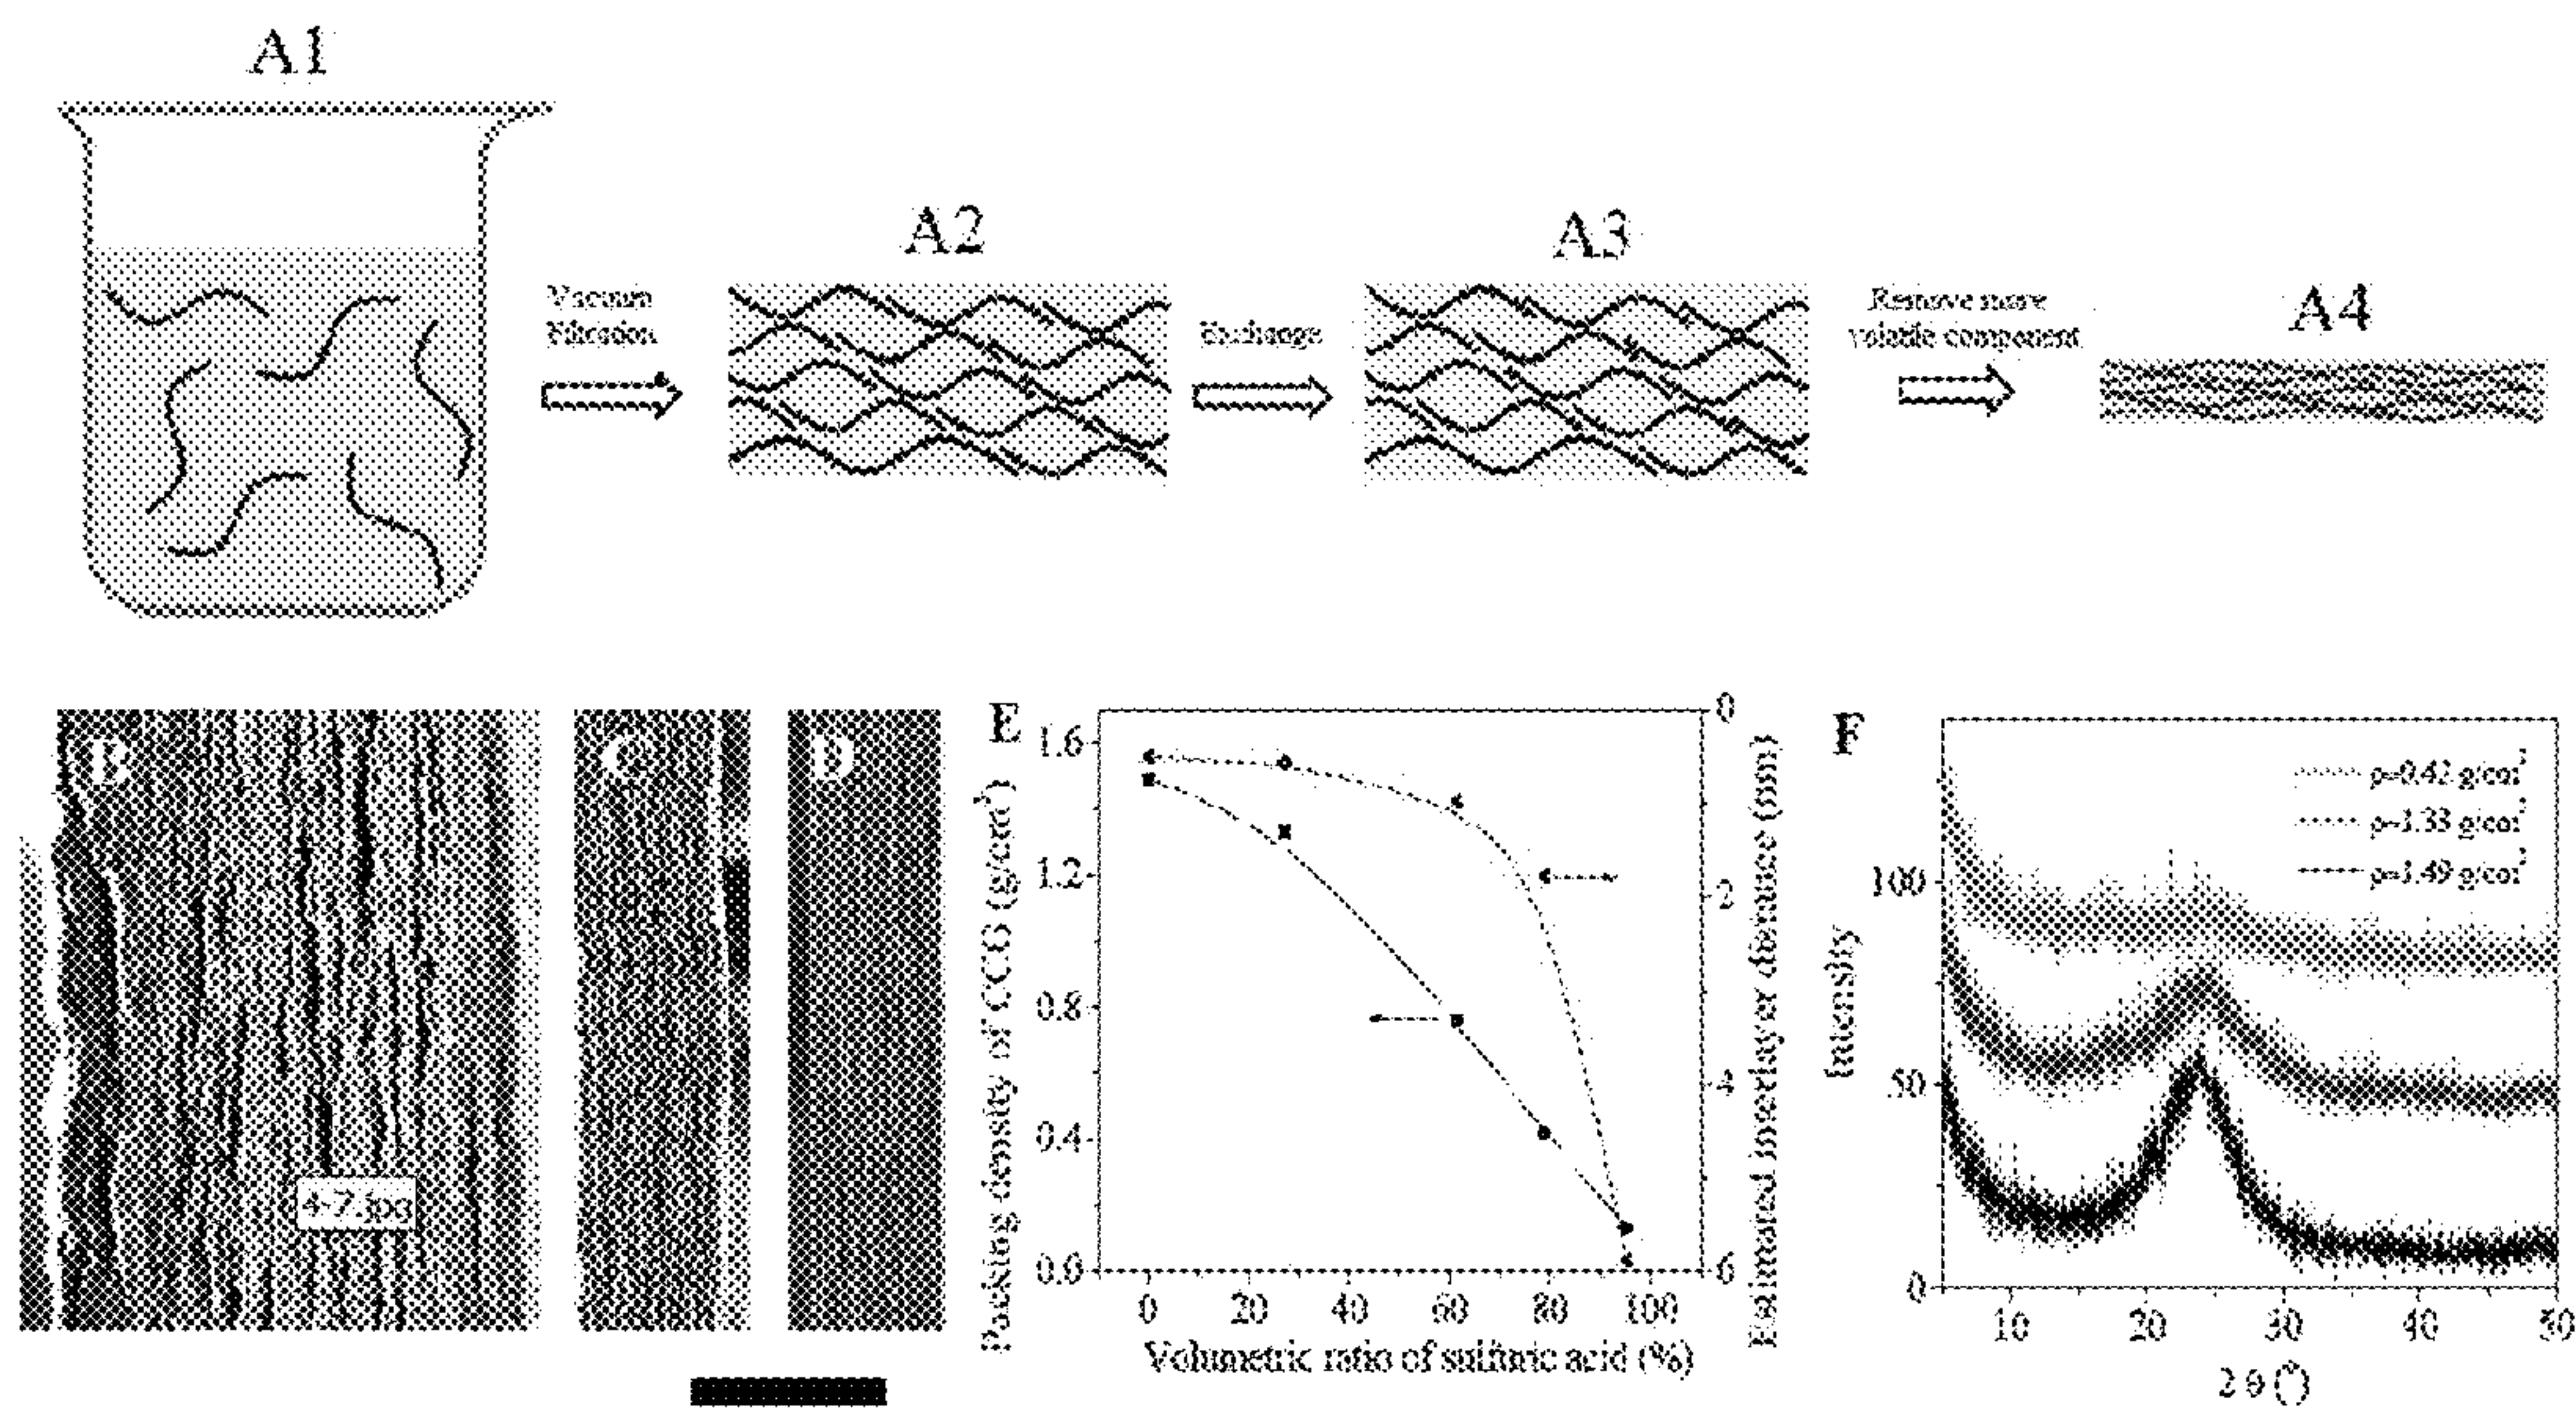 A1
A2
A3
A4
Vacuum
Filtration
Exchange
Remove more
volatile component
B
C
D
E
F
1.6
1.2
0.8
0.4
0.0
Packing density of CCG (g/cm³)
0
2
4
6
Estimated interlayer distance (nm)
0 20 40 60 80 100
Volumetric ratio of sulfuric acid (%)
ρ=0.42 g/cm³
ρ=1.33 g/cm³
ρ=1.49 g/cm³
100
50
0
Intensity
10 20 30 40 50
2 θ (°)